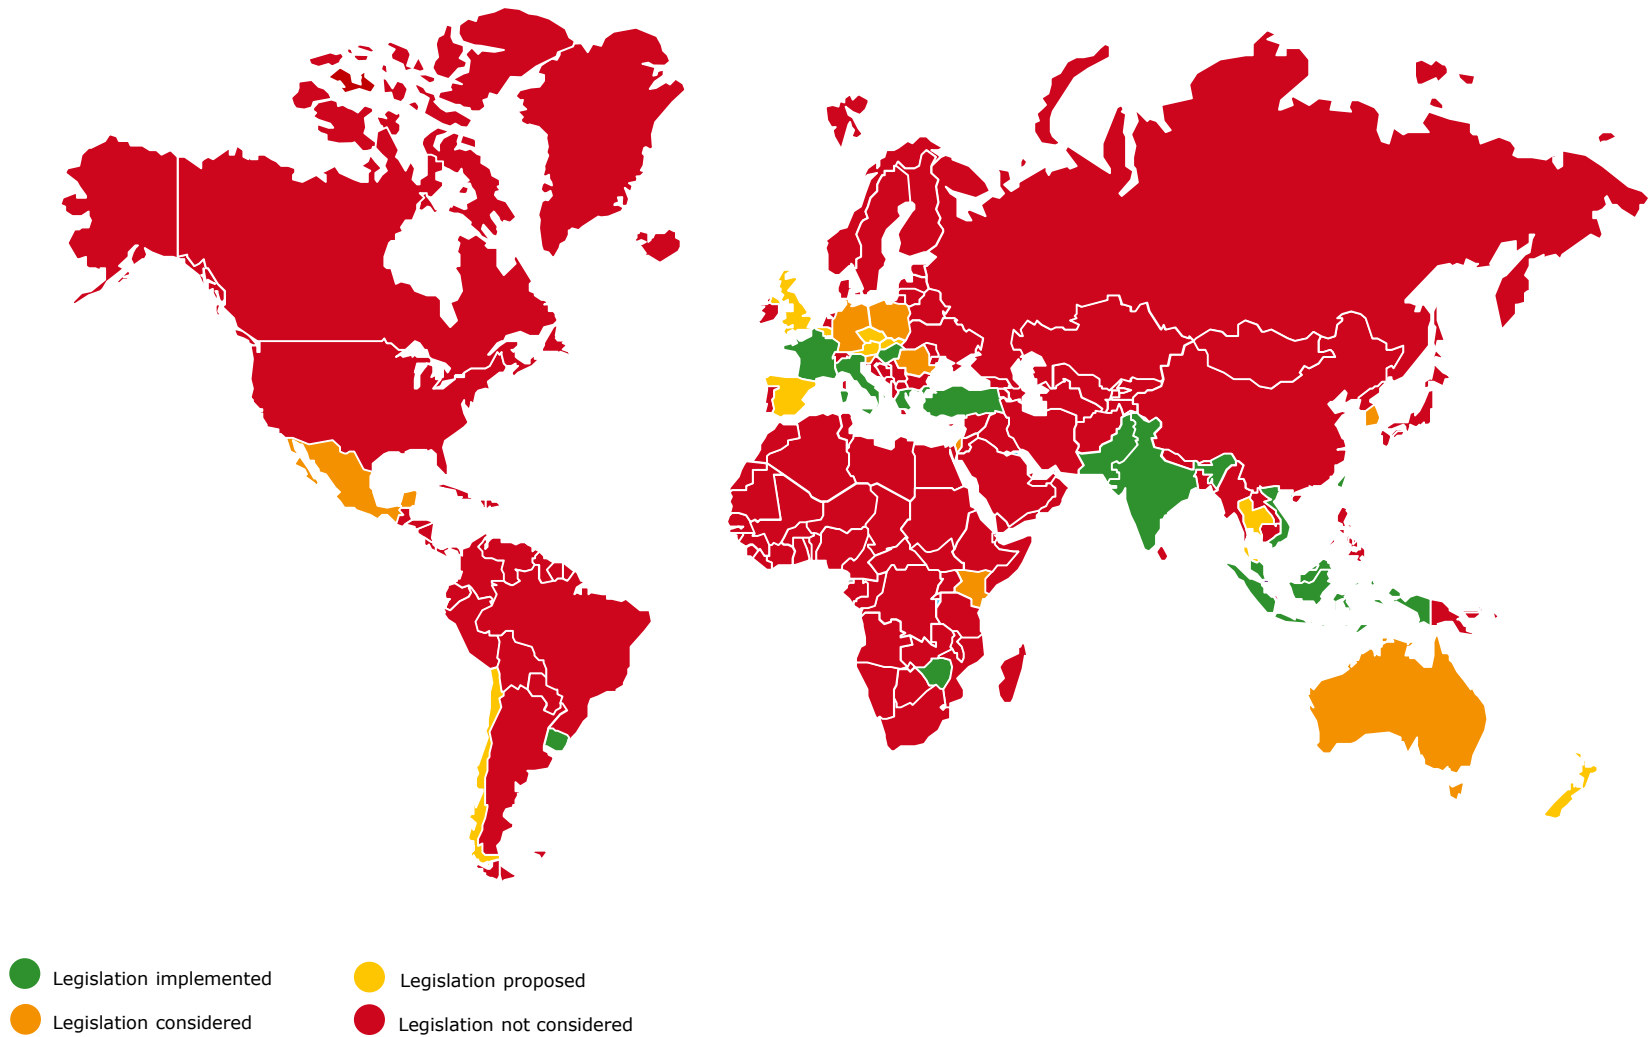 Legislation implemented
Legislation proposed
Legislation considered
Legislation not considered